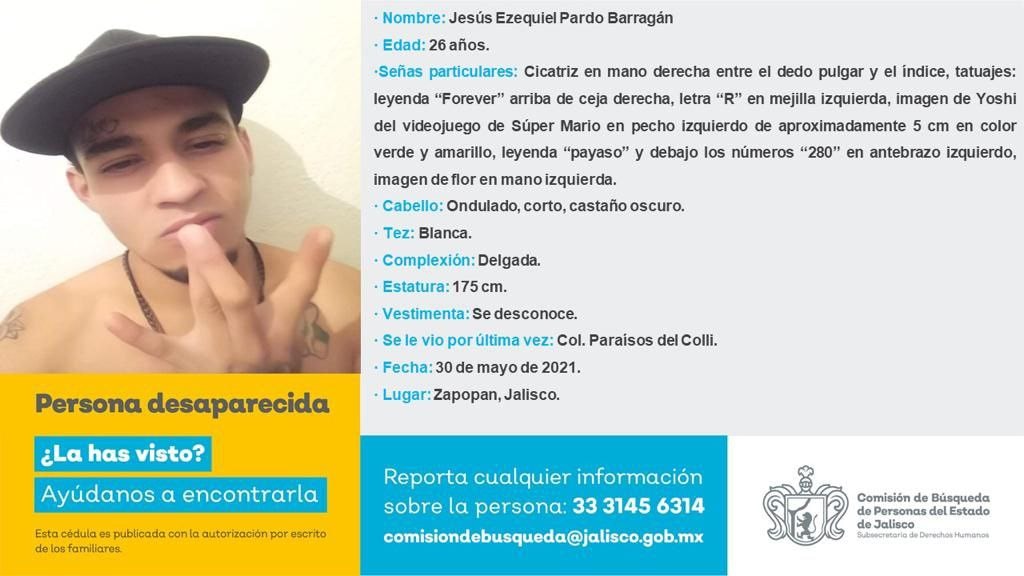 · Nombre: Jesús Ezequiel Pardo Barragán
· Edad: 26 años.
·Señas particulares: Cicatriz en mano derecha entre el dedo pulgar y el índice, tatuajes:
leyenda “Forever” arriba de ceja derecha, letra “R” en mejilla izquierda, imagen de Yoshi
del videojuego de Súper Mario en pecho izquierdo de aproximadamente 5 cm en color
verde y amarillo, leyenda “payaso” y debajo los números “280” en antebrazo izquierdo,
imagen de flor en mano izquierda.
· Cabello: Ondulado, corto, castaño oscuro.
· Tez: Blanca.
· Complexión: Delgada.
· Estatura: 175 cm.
· Vestimenta: Se desconoce.
· Se le vio por última vez: Col. Paraísos del Colli.
· Fecha: 30 de mayo de 2021.
· Lugar: Zapopan, Jalisco.
Persona desaparecida
¿La has visto?
Ayúdanos a encontrarla
Esta cédula es publicada con la autorización por escrito
de los familiares.
Reporta cualquier información
sobre la persona: 33 3145 6314
comisiondebusqueda@jalisco.gob.mx
Comisión de Búsqueda
de Personas del Estado
de Jalisco
Subsecretaría de Derechos Humanos